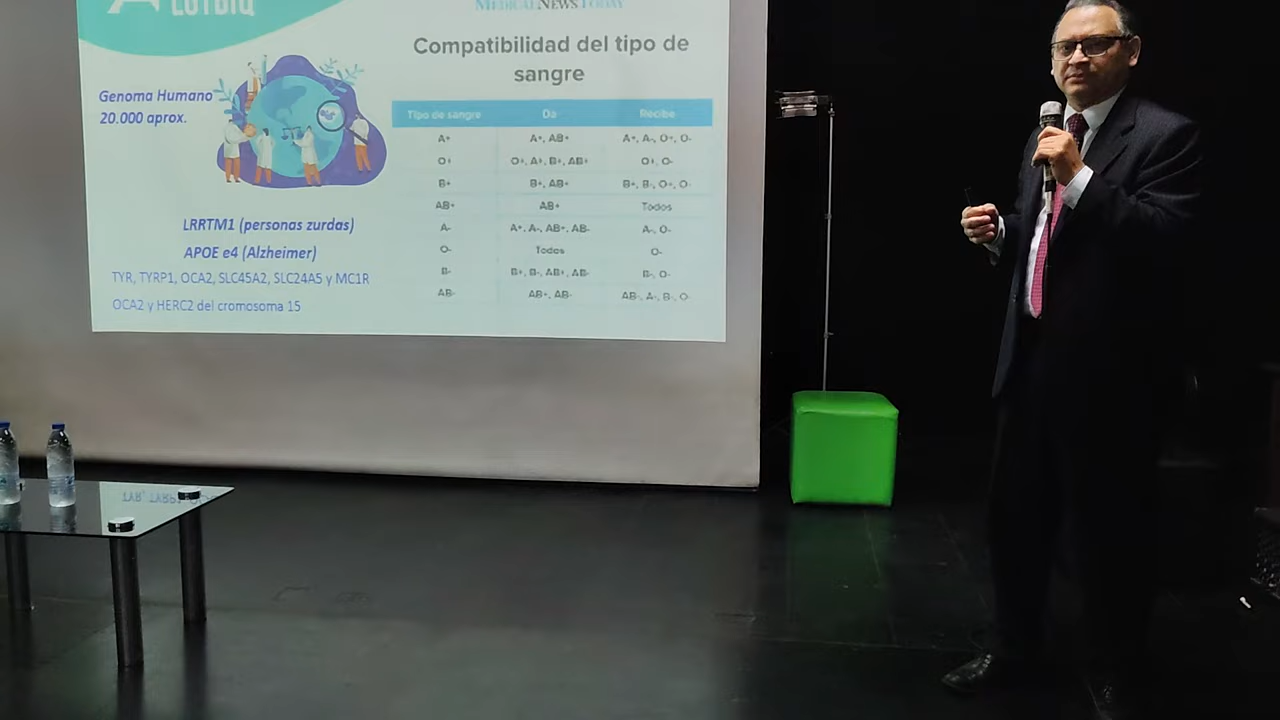 LOTBIQ
MEDICALNEWSTODAY
Compatibilidad del tipo de
sangre
Genoma Humano
20.000 aprox.
LRRTM1 (personas zurdas)
APOE e4 (Alzheimer)
TYR, TYRP1, OCA2, SLC45A2, SLC24A5 y MC1R
OCA2 y HERC2 del cromosoma 15
Tipo de sangre Da Recibe
A+ A+, AB+ A+, A-, O+, O-
O+ O+, A+, B+, AB+ O+, O-
B+ B+, AB+ B+, B-, O+, O-
AB+ AB+ Todos
A- A+, A-, AB+, AB- A-, O-
O- Todos O-
B- B+, B-, AB+, AB- B-, O-
AB- AB+, AB- AB-, A-, B-, O-